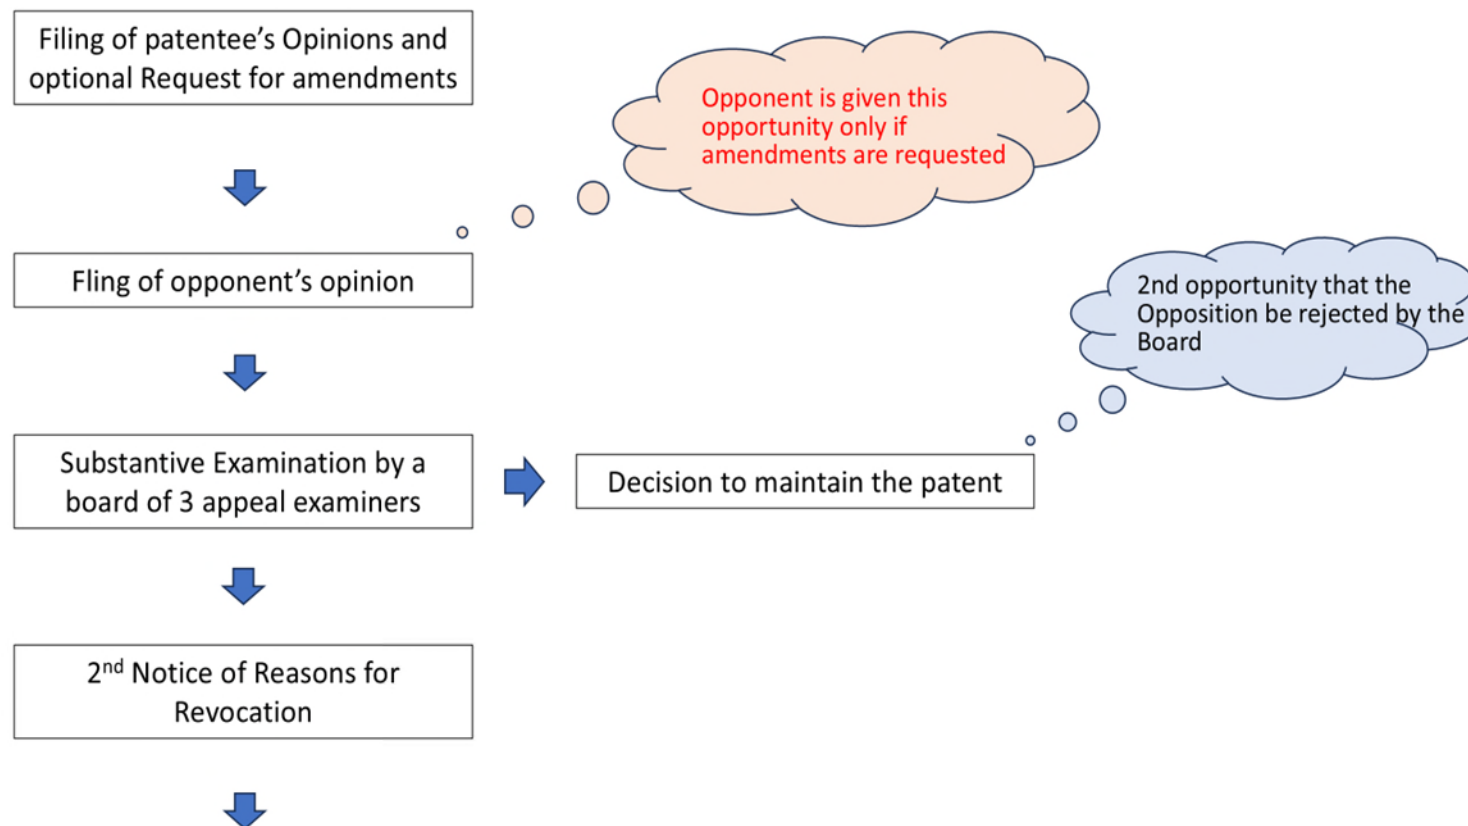 Filing of patentee’s Opinions and
optional Request for amendments
Opponent is given this
opportunity only if
amendments are requested
Fling of opponent’s opinion
2nd opportunity that the
Opposition be rejected by the
Board
Substantive Examination by a
board of 3 appeal examiners
Decision to maintain the patent
2nd Notice of Reasons for
Revocation